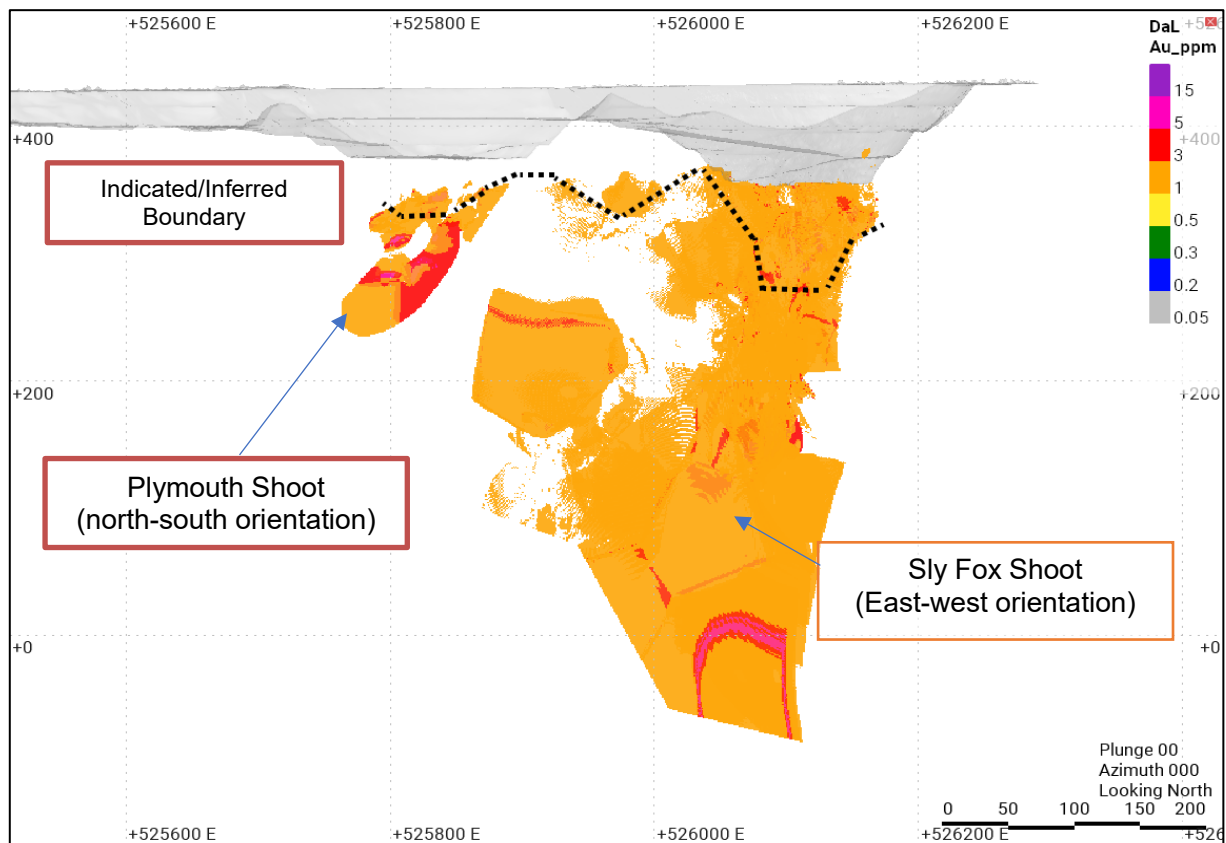 +525600 E
+525800 E
+526000 E
+526200 E
+526
DaL
Au_ppm
15
5
3
1
0.5
0.3
0.2
0.05
+400
+400
Indicated/Inferred
Boundary
+200
+200
Plymouth Shoot
(north-south orientation)
Sly Fox Shoot
(East-west orientation)
+0
+0
Plunge 00
Azimuth 000
Looking North
0 50 100 150 200
+525600 E
+525800 E
+526000 E
+526200 E
+526